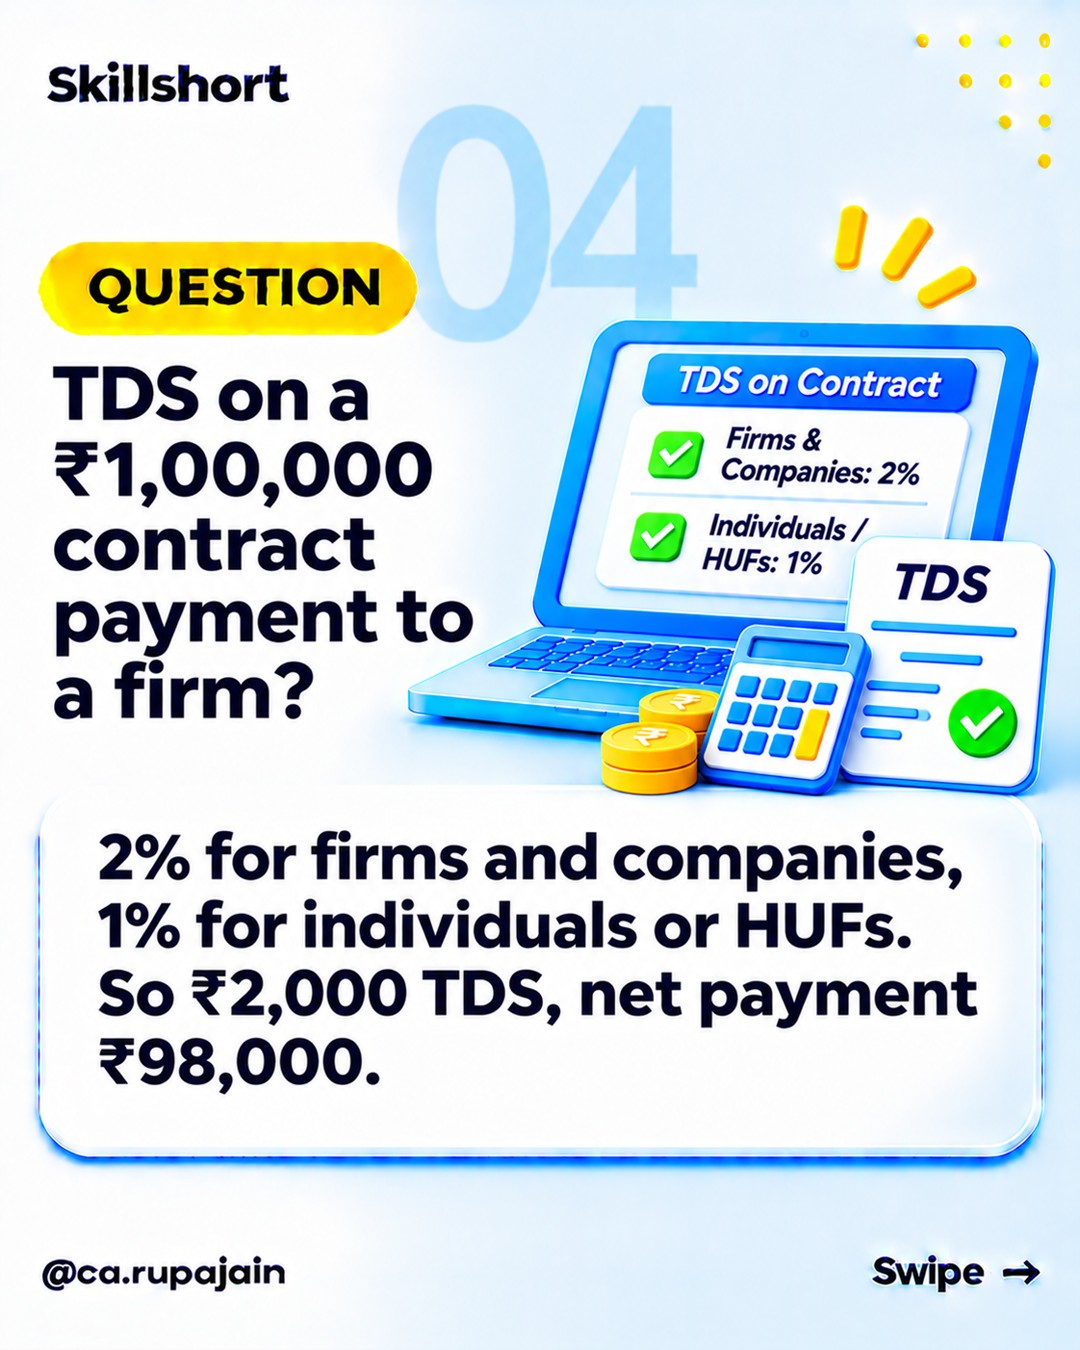 Skillshort
04
QUESTION
TDS on a
₹1,00,000
contract
payment to
a firm?
TDS on Contract
Firms &
Companies: 2%
Individuals /
HUFs: 1%
TDS
₹
₹
2% for firms and companies,
1% for individuals or HUFs.
So ₹2,000 TDS, net payment
₹98,000.
@ca.rupajain
Swipe →